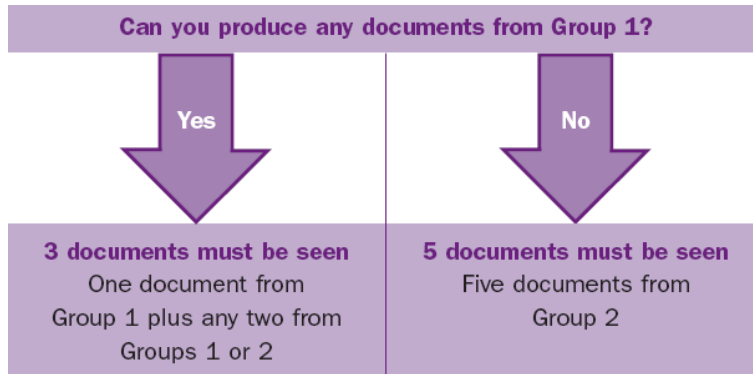 Can you produce any documents from Group 1?
Yes
No
3 documents must be seen
One document from
Group 1 plus any two from
Groups 1 or 2
5 documents must be seen
Five documents from
Group 2